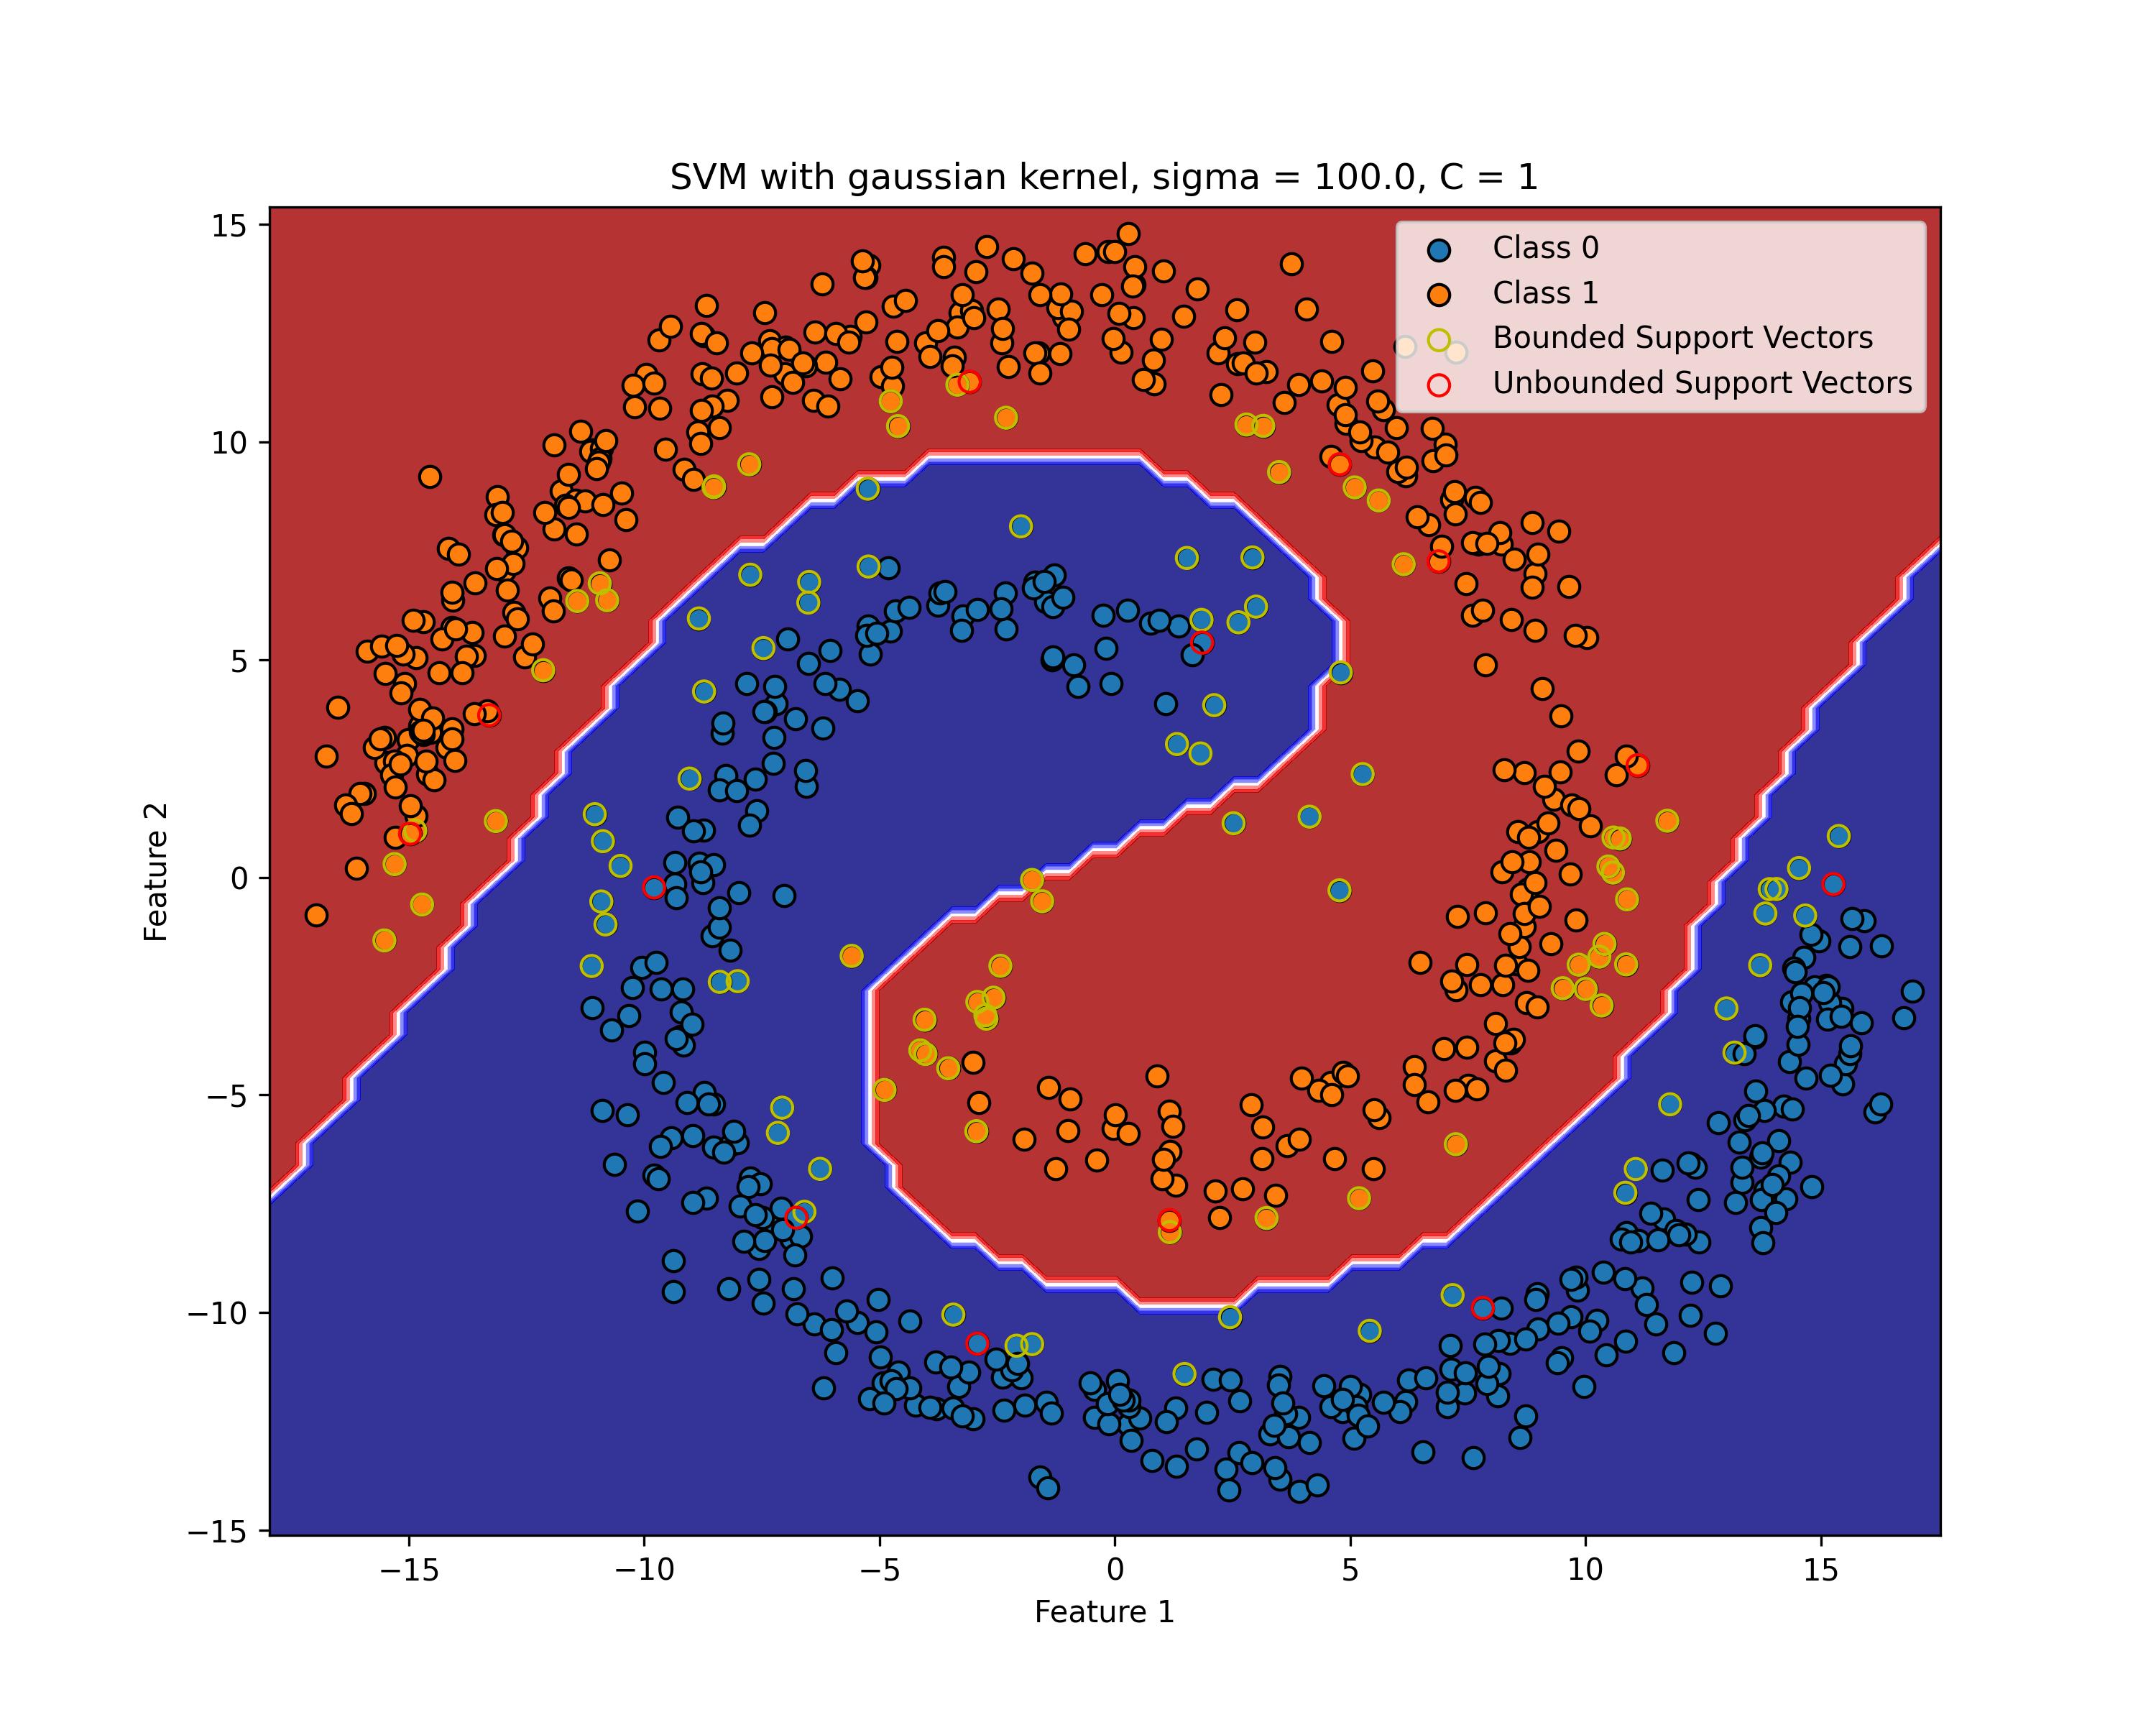 SVM with gaussian kernel, sigma = 100.0, C = 1
Class 0
Class 1
Bounded Support Vectors
Unbounded Support Vectors
15
10
5
0
−5
−10
−15
Feature 2
−15 −10 −5 0 5 10 15
Feature 1